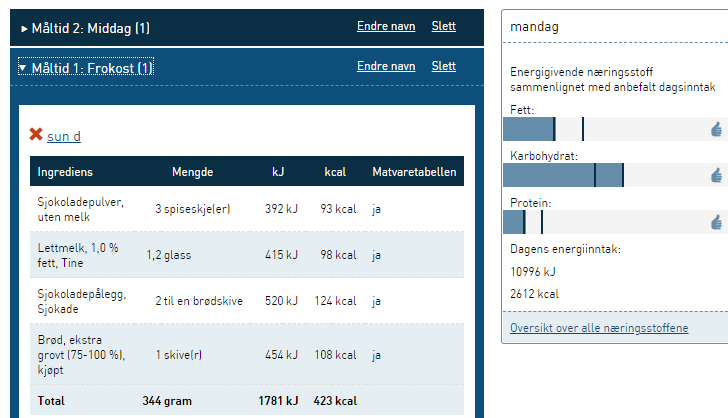 Måltid 2: Middag (1) Endre navn Slett
Måltid 1: Frokost (1) Endre navn Slett
sun d
Ingrediens Mengde kJ kcal Matvaretabellen
Sjokoladepulver,
uten melk 3 spiseskje(er) 392 kJ 93 kcal ja
Lettmelk, 1,0 %
fett, Tine 1,2 glass 415 kJ 98 kcal ja
Sjokoladepålegg,
Sjokade 2 til en brødskive 520 kJ 124 kcal ja
Brød, ekstra
grovt (75-100 %),
kjøpt 1 skive(r) 454 kJ 108 kcal ja
Total 344 gram 1781 kJ 423 kcal
mandag
Energigivende næringsstoff
sammenlignet med anbefalt dagsinntak
Fett:
Karbohydrat:
Protein:
Dagens energiinntak:
10996 kJ
2612 kcal
Oversikt over alle næringsstoffene